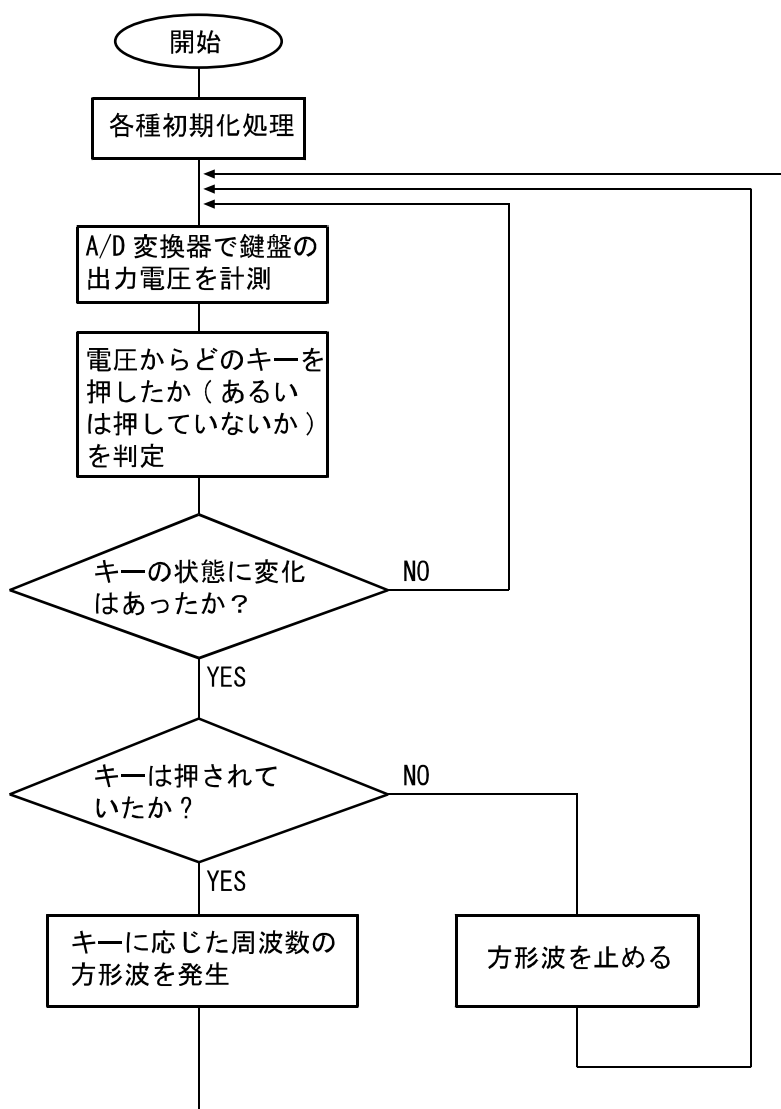 開始
各種初期化処理
A/D 変換器で鍵盤の
出力電圧を計測
電圧からどのキーを
押したか ( あるい
は押していないか )
を判定
キーの状態に変化
はあったか？
NO
YES
キーは押されて
いたか？
NO
YES
キーに応じた周波数の
方形波を発生
方形波を止める